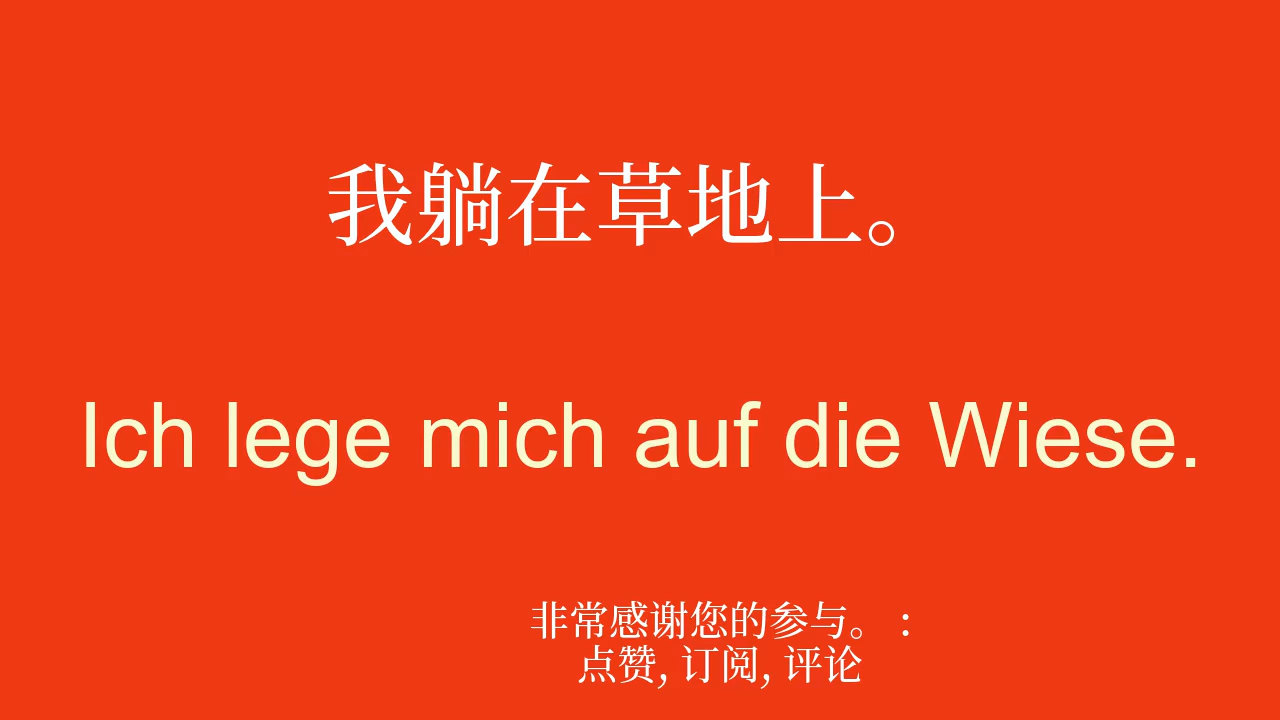 我躺在草地上。
Ich lege mich auf die Wiese.
非常感谢您的参与。 :
点赞, 订阅, 评论